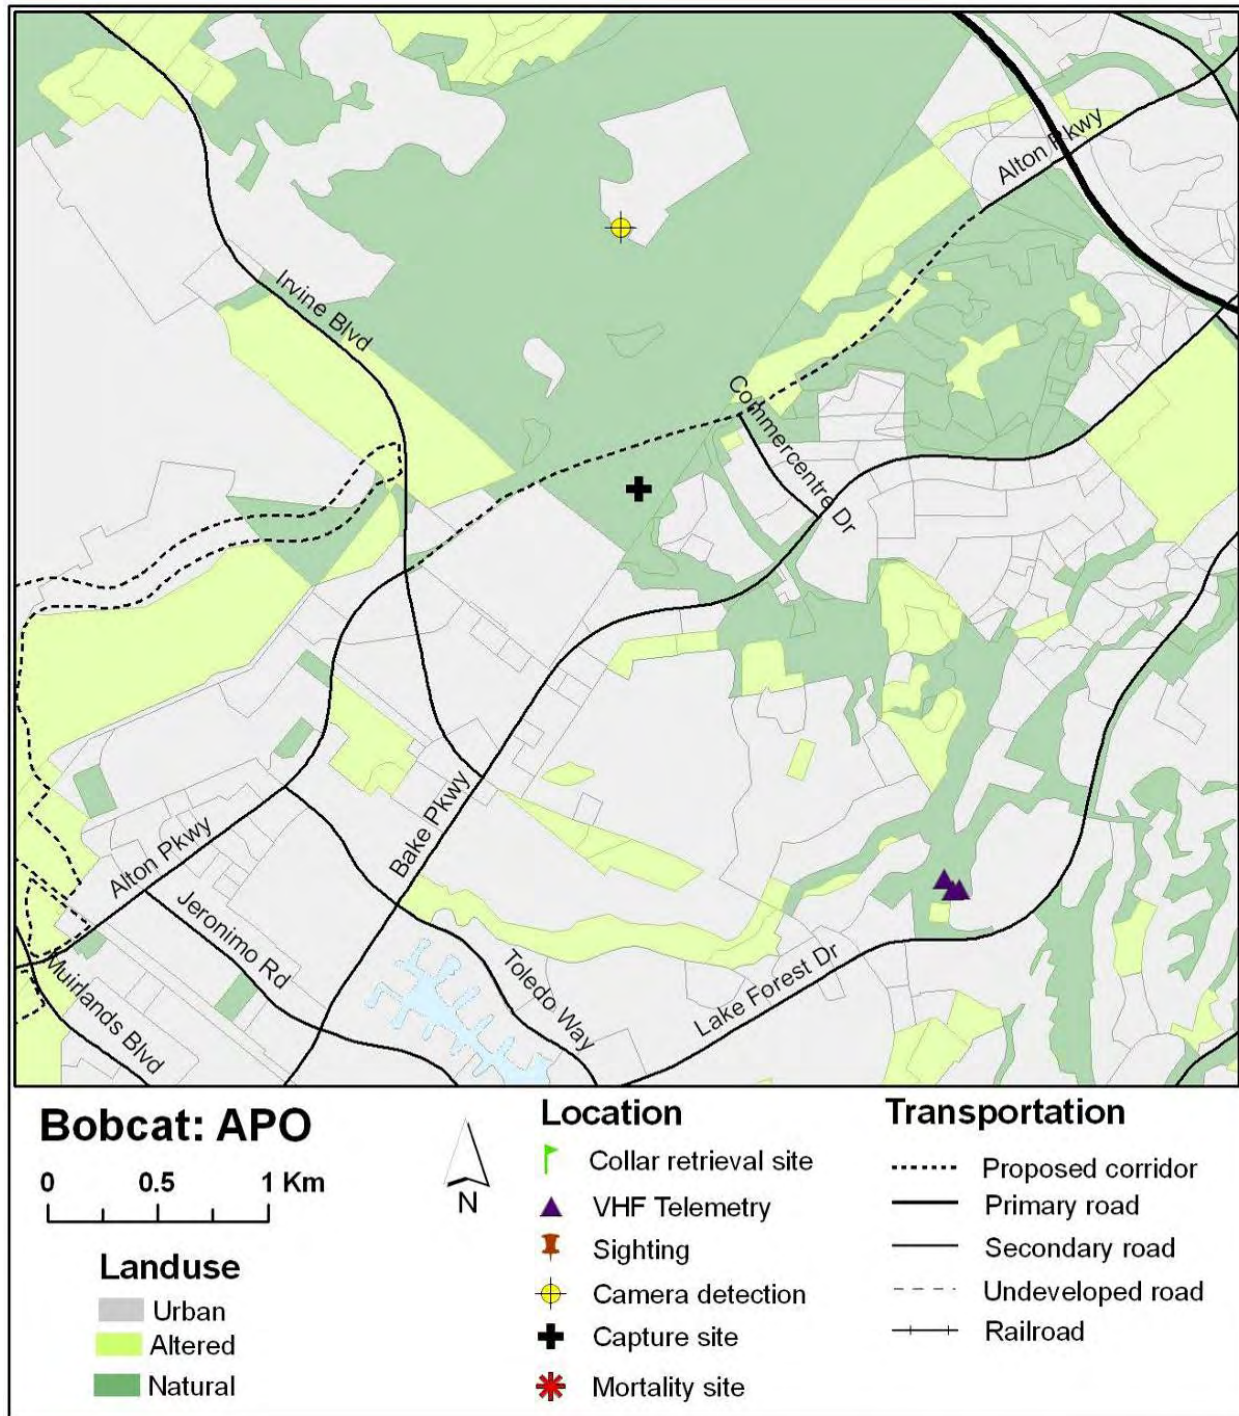 Alton Pkwy
Irvine Blvd
Commercentre Dr
Bake Pkwy
Alton Pkwy
Jeronimo Rd
Muirlands Blvd
Toledo Way
Lake Forest Dr
Bobcat: APO
0 0.5 1 Km
N
Landuse
Urban
Altered
Natural
Location
Collar retrieval site
VHF Telemetry
Sighting
Camera detection
Capture site
Mortality site
Transportation
Proposed corridor
Primary road
Secondary road
Undeveloped road
Railroad